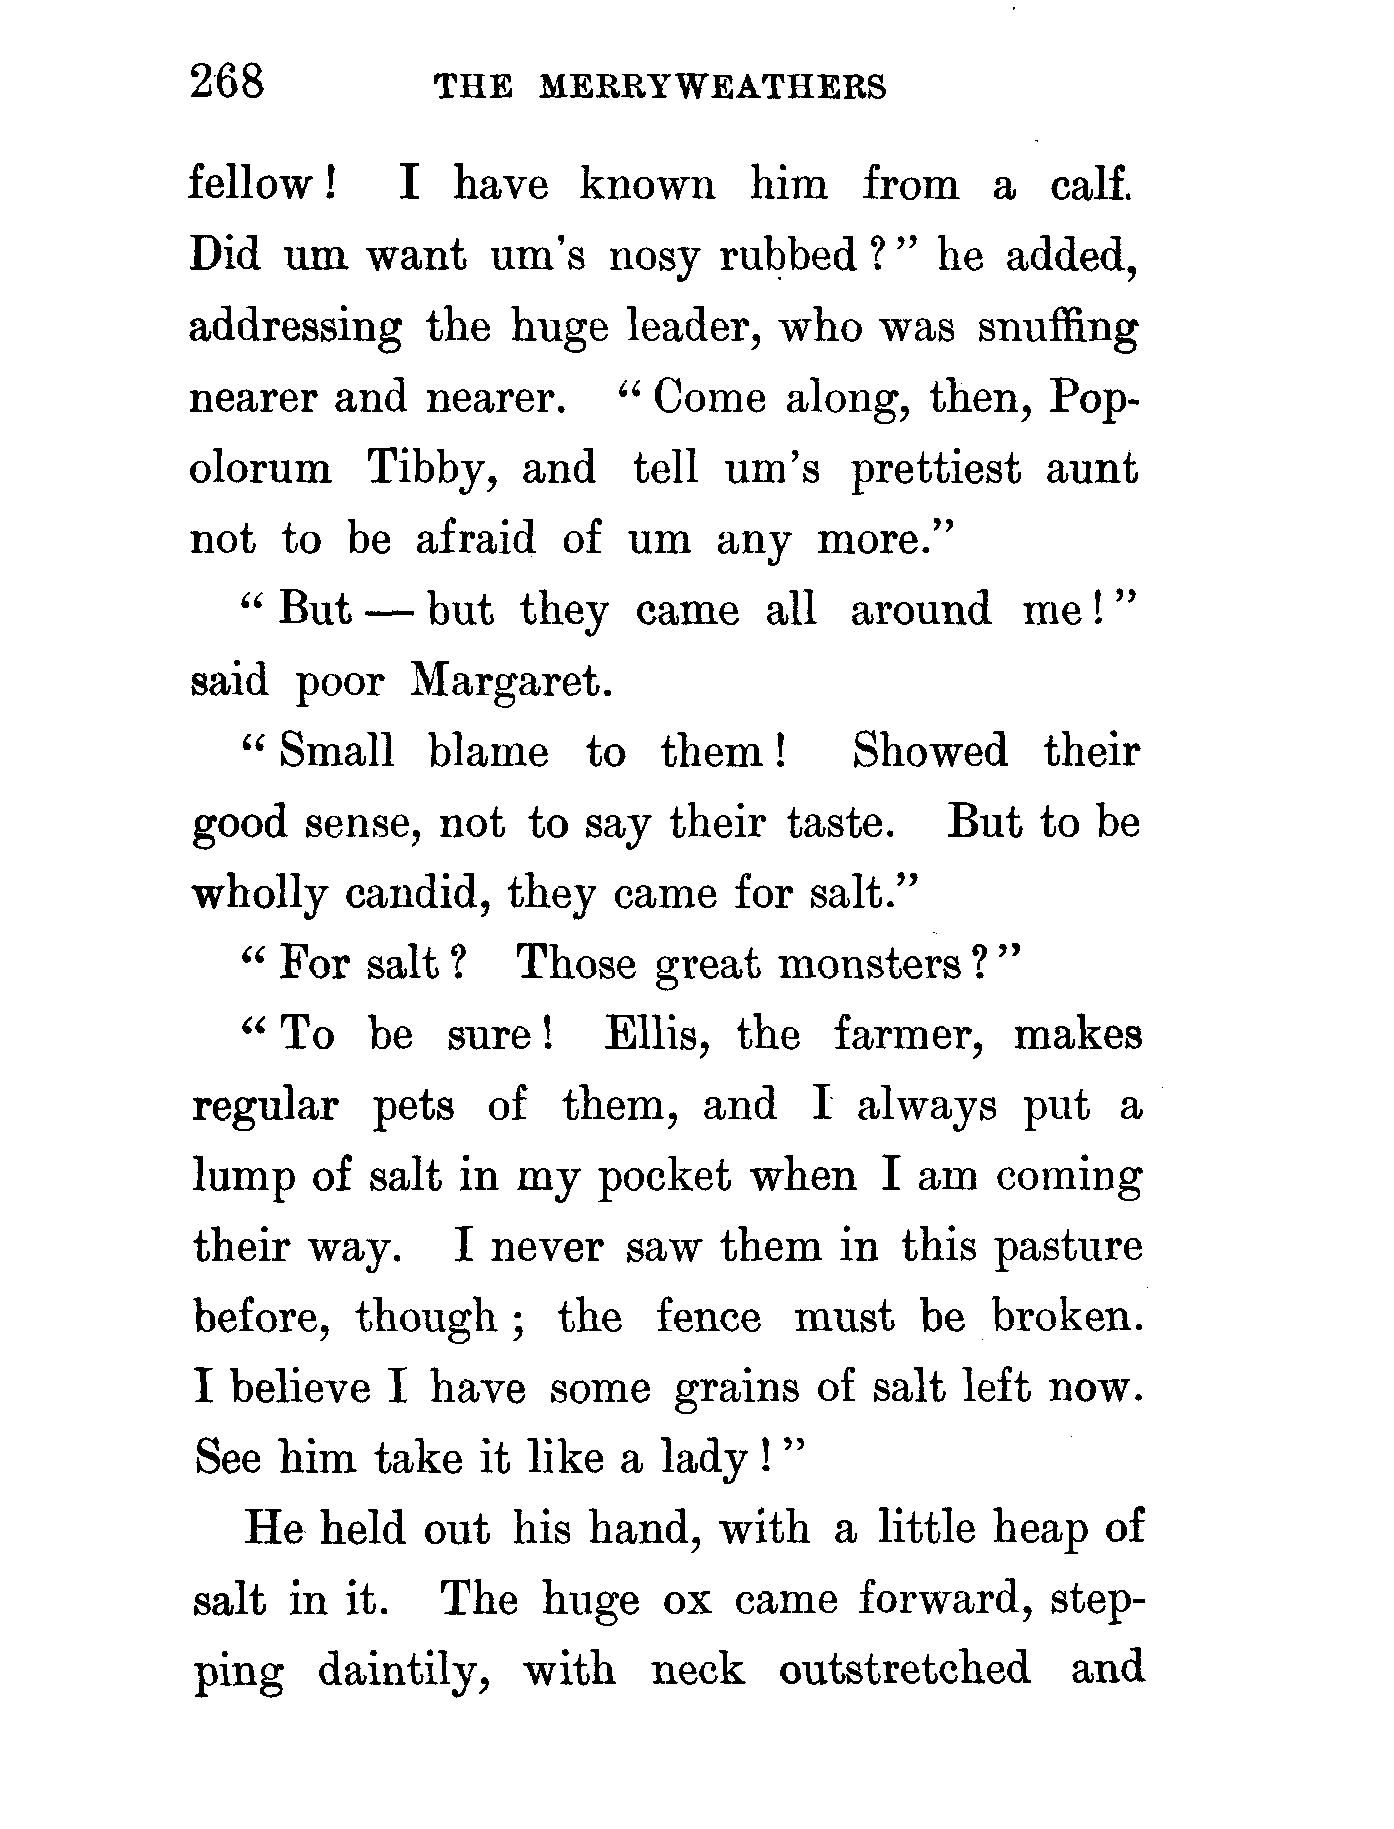 268 THE MERRYWEATHERS
fellow! I have known him from a calf.
Did um want um's nosy rubbed?" he added,
addressing the huge leader, who was snuffing
nearer and nearer. "Come along, then, Pop-
olorum Tibby, and tell um's prettiest aunt
not to be afraid of um any more."
"But — but they came all around me!"
said poor Margaret.
"Small blame to them! Showed their
good sense, not to say their taste. But to be
wholly candid, they came for salt."
"For salt? Those great monsters?"
"To be sure! Ellis, the farmer, makes
regular pets of them, and I always put a
lump of salt in my pocket when I am coming
their way. I never saw them in this pasture
before, though; the fence must be broken.
I believe I have some grains of salt left now.
See him take it like a lady!"
He held out his hand, with a little heap of
salt in it. The huge ox came forward, step-
ping daintily, with neck outstretched and